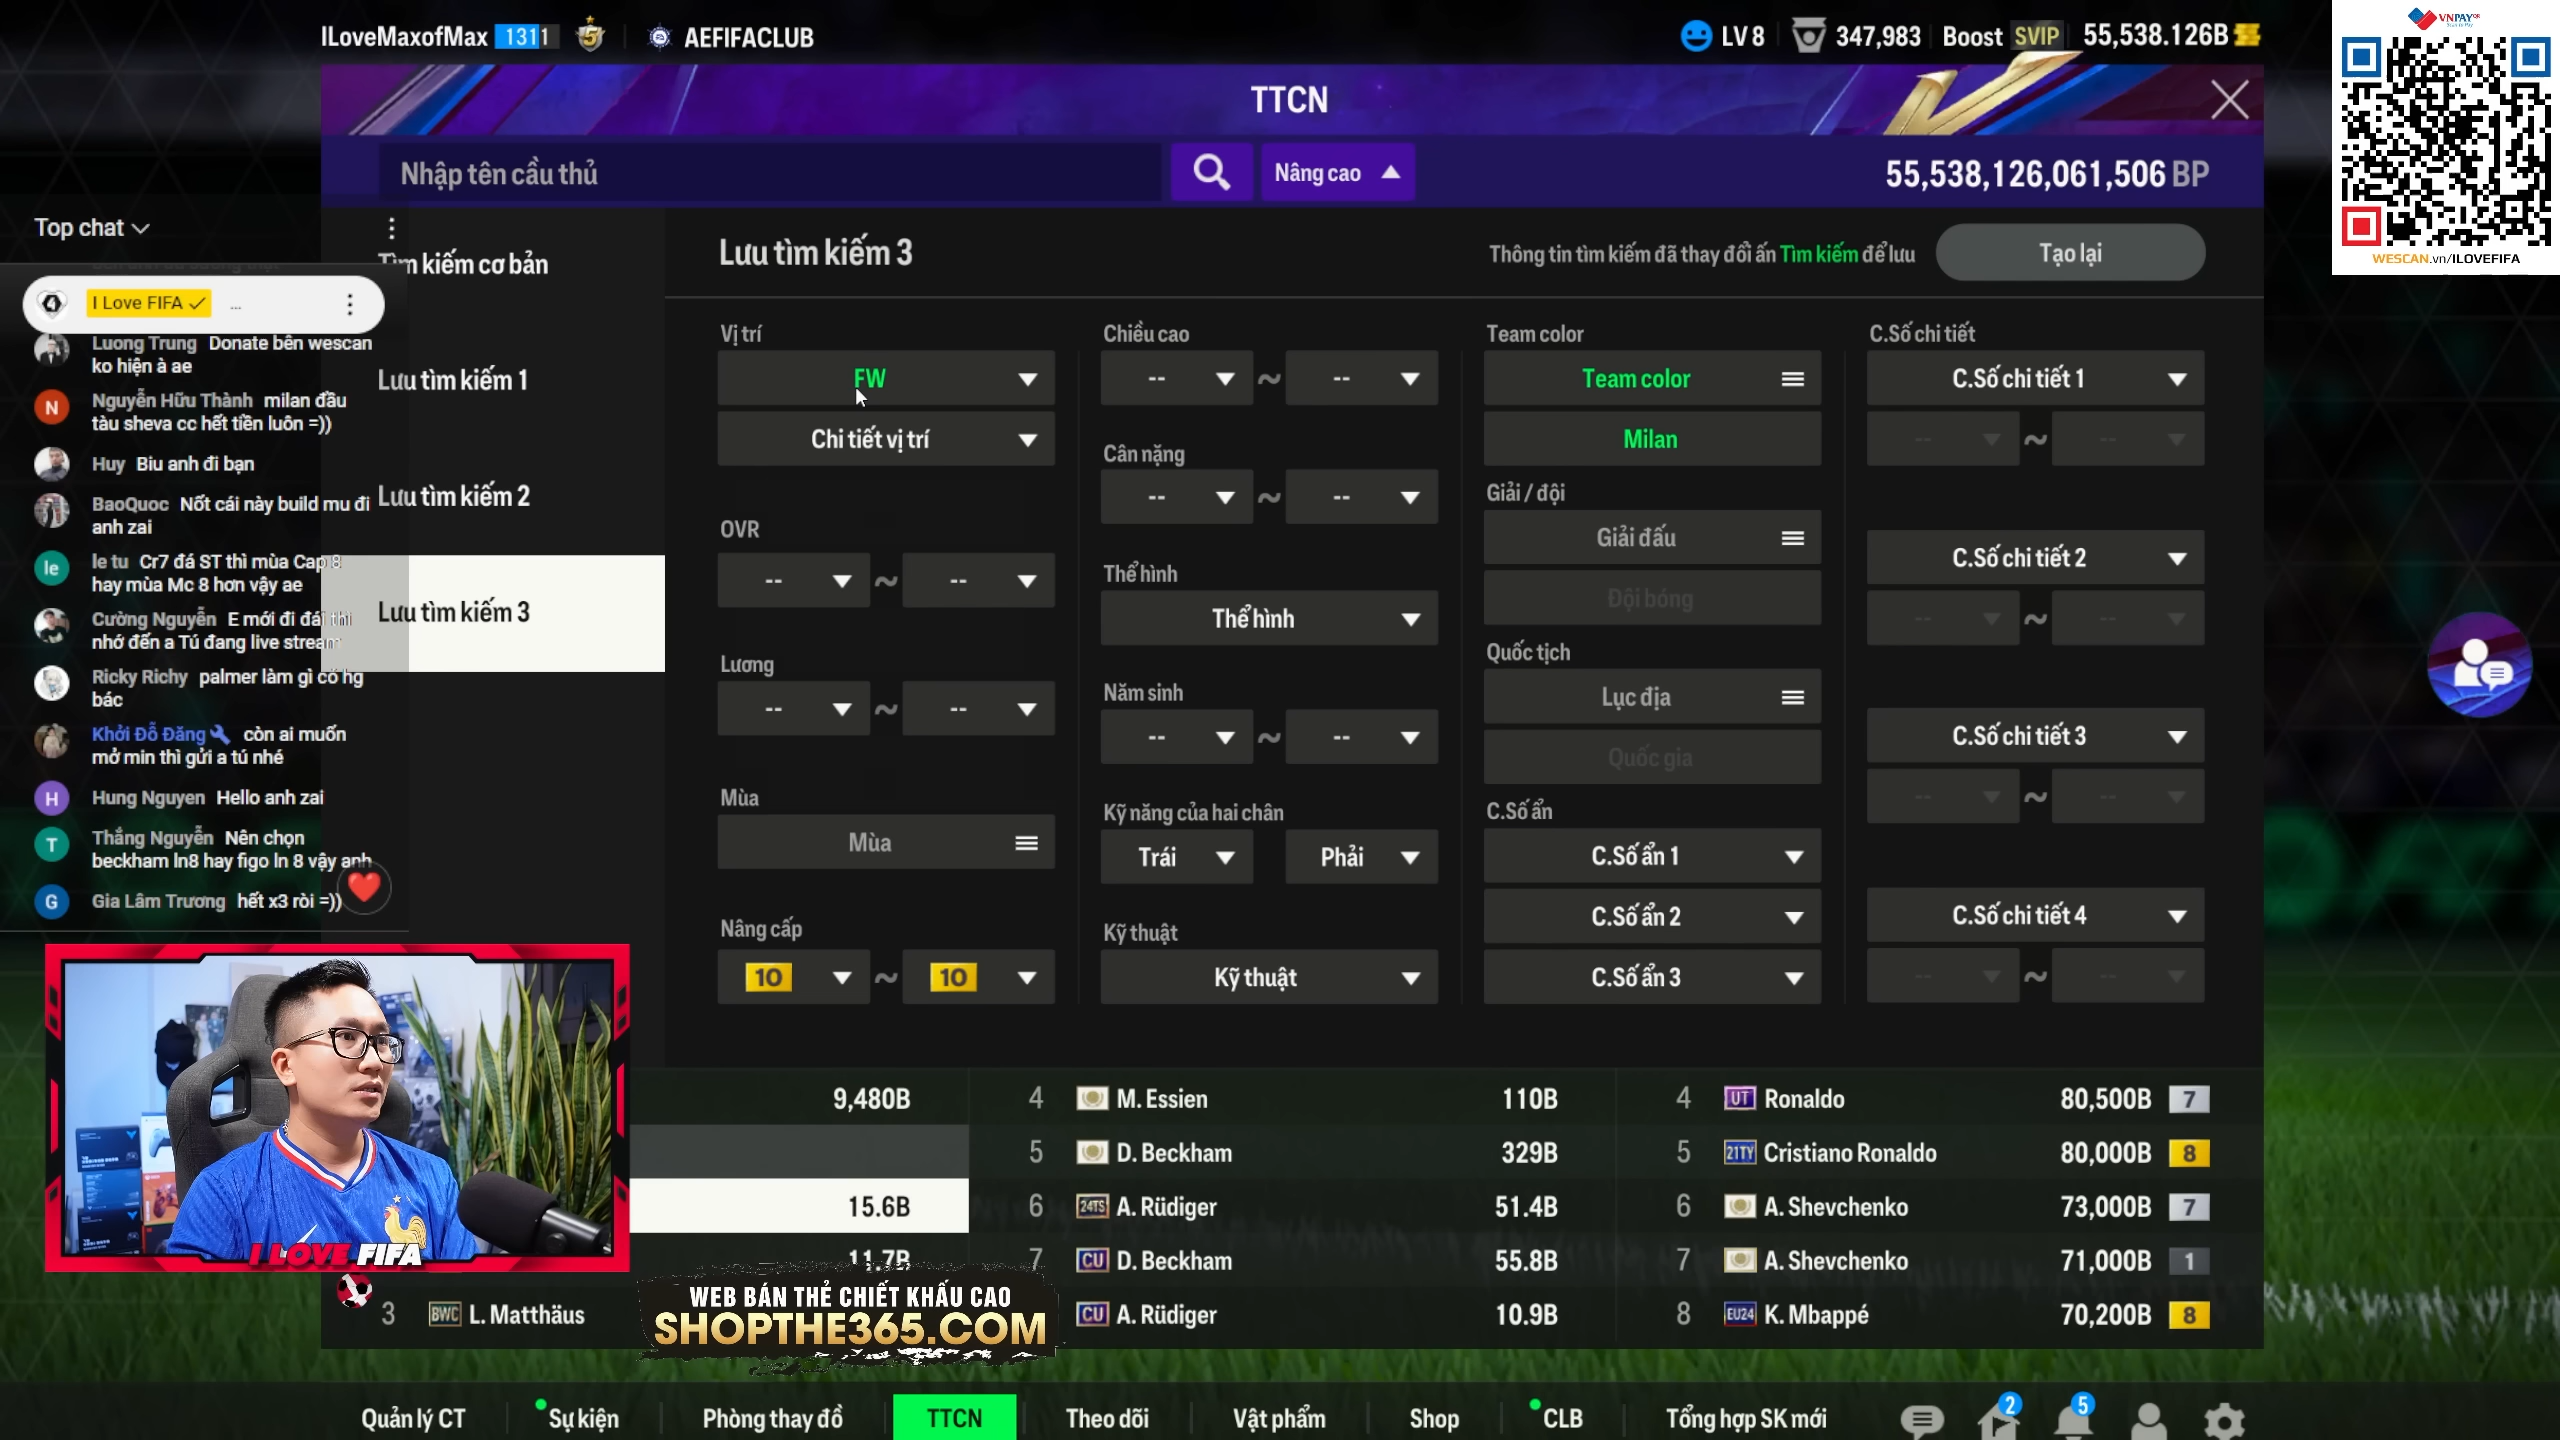 ILoveMaxofMax 1311 5 AEFIFACLUB
LV 8 347,983 Boost SVIP 55,538.126B
VNPAY
TTCN
Nhập tên cầu thủ
Nâng cao
55,538,126,061,506 BP
WESCAN.vn/ILOVEFIFA
Top chat
I Love FIFA ...
Luong Trung Donate bên wescan
ko hiện à ae
Nguyễn Hữu Thành milan đầu
tàu sheva cc hết tiền luôn =))
Huy Biu anh đi bạn
BaoQuoc Nốt cái này build mu đi
anh zai
le tu Cr7 đá ST thì mùa Cap 8
hay mùa Mc 8 hơn vậy ae
Cường Nguyễn E mới đi đái thì
nhớ đến a Tú đang live stream
Ricky Richy palmer làm gì có hg
bác
Khởi Đỗ Đăng còn ai muốn
mở min thì gửi a tú nhé
H Hung Nguyen Hello anh zai
T Thắng Nguyễn Nên chọn
beckham ln8 hay figo ln 8 vậy anh
G Gia Lâm Trương hết x3 ròi =))
Tìm kiếm cơ bản
Lưu tìm kiếm 1
Lưu tìm kiếm 2
Lưu tìm kiếm 3
Lưu tìm kiếm 3
Thông tin tìm kiếm đã thay đổi ấn Tìm kiếm để lưu
Tạo lại
Vị trí
FW
Chi tiết vị trí
OVR
-- ~ --
Lương
-- ~ --
Mùa
Mùa
Nâng cấp
10 ~ 10
Chiều cao
-- ~ --
Cân nặng
-- ~ --
Thể hình
Thể hình
Năm sinh
-- ~ --
Kỹ năng của hai chân
Trái Phải
Kỹ thuật
Kỹ thuật
Team color
Team color
Milan
Giải / đội
Giải đấu
Đội bóng
Quốc tịch
Lục địa
Quốc gia
C.Số ẩn
C.Số ẩn 1
C.Số ẩn 2
C.Số ẩn 3
C.Số chi tiết
C.Số chi tiết 1
-- ~ --
C.Số chi tiết 2
-- ~ --
C.Số chi tiết 3
-- ~ --
C.Số chi tiết 4
-- ~ --
9,480B
15.6B
11.7B
3 BWC L. Matthäus
4 M. Essien 110B
5 D. Beckham 329B
6 24TS A. Rüdiger 51.4B
7 CU D. Beckham 55.8B
CU A. Rüdiger 10.9B
4 UT Ronaldo 80,500B 7
5 21TY Cristiano Ronaldo 80,000B 8
6 A. Shevchenko 73,000B 7
7 A. Shevchenko 71,000B 1
8 EU24 K. Mbappé 70,200B 8
I LOVE FIFA
WEB BÁN THẺ CHIẾT KHẤU CAO
SHOPTHE365.COM
Quản lý CT Sự kiện Phòng thay đồ TTCN Theo dõi Vật phẩm Shop CLB Tổng hợp SK mới 2 5